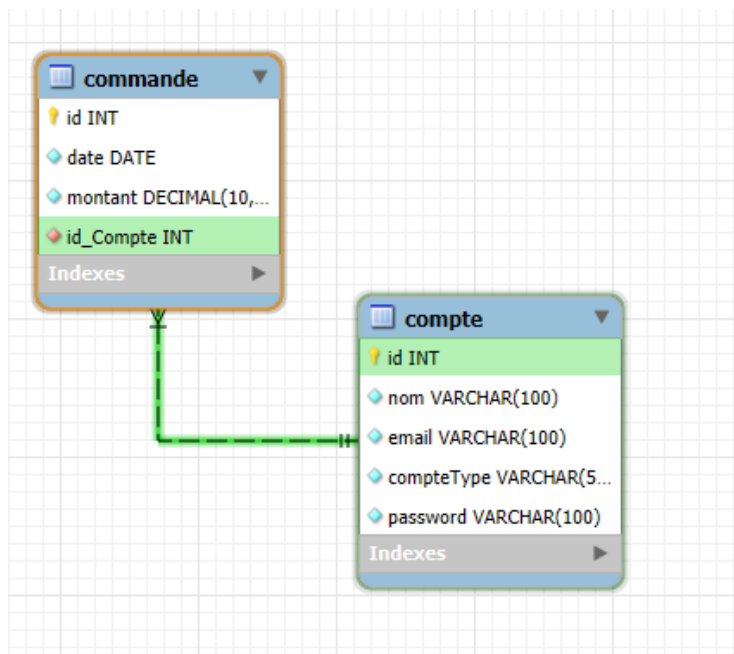 commande
id INT
date DATE
montant DECIMAL(10,...
id_Compte INT
Indexes
compte
id INT
nom VARCHAR(100)
email VARCHAR(100)
compteType VARCHAR(5...
password VARCHAR(100)
Indexes